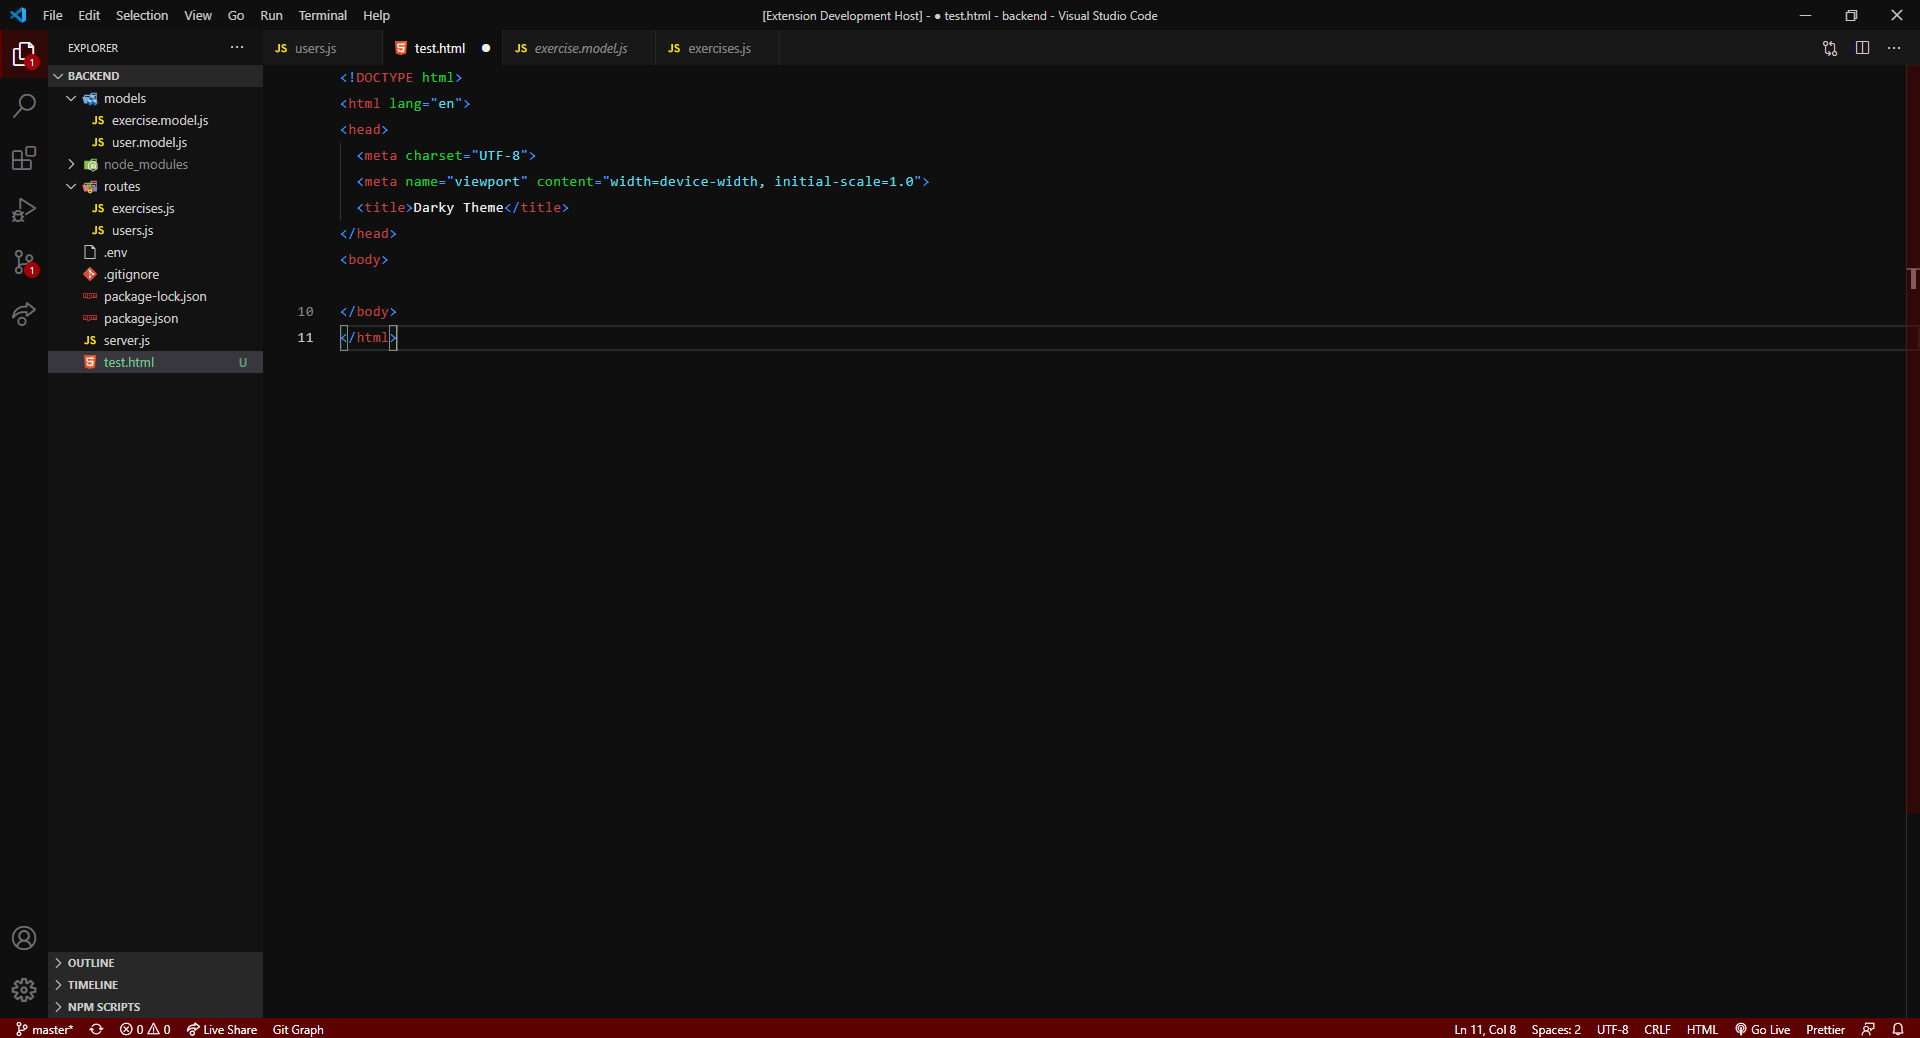 File Edit Selection View Go Run Terminal Help
[Extension Development Host] - ● test.html - backend - Visual Studio Code
EXPLORER
1
BACKEND
models
JS exercise.model.js
JS user.model.js
node_modules
routes
JS exercises.js
JS users.js
.env
.gitignore
package-lock.json
package.json
JS server.js
test.html U
1
OUTLINE
TIMELINE
NPM SCRIPTS
JS users.js
test.html
JS exercise.model.js
JS exercises.js
<!DOCTYPE html>
<html lang="en">
<head>
<meta charset="UTF-8">
<meta name="viewport" content="width=device-width, initial-scale=1.0">
<title>Darky Theme</title>
</head>
<body>
10 </body>
11 </html>
master* 0 0 Live Share Git Graph
Ln 11, Col 8 Spaces: 2 UTF-8 CRLF HTML Go Live Prettier